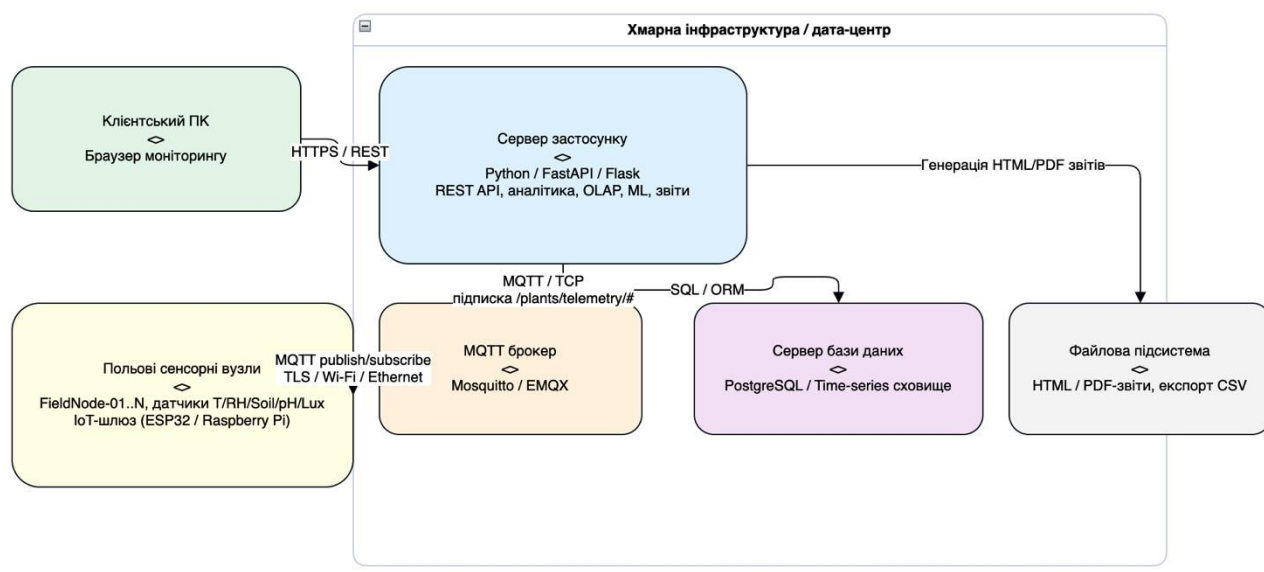 Хмарна інфраструктура / дата-центр
Клієнтський ПК
<>
Браузер моніторингу
HTTPS / REST
Сервер застосунку
<>
Python / FastAPI / Flask
REST API, аналітика, OLAP, ML, звіти
Генерація HTML/PDF звітів
MQTT / TCP
підписка /plants/telemetry/#
SQL / ORM
Польові сенсорні вузли
<>
FieldNode-01..N, датчики T/RH/Soil/pH/Lux
IoT-шлюз (ESP32 / Raspberry Pi)
MQTT publish/subscribe
TLS / Wi-Fi / Ethernet
MQTT брокер
<>
Mosquitto / EMQX
Сервер бази даних
<>
PostgreSQL / Time-series сховище
Файлова підсистема
<>
HTML / PDF-звіти, експорт CSV